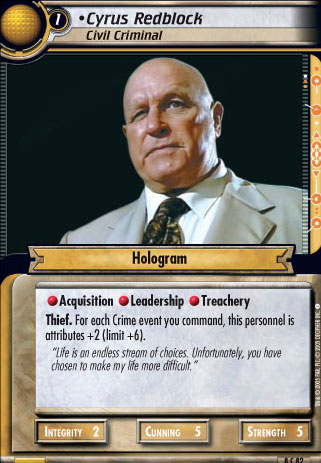 1
•Cyrus Redblock
Civil Criminal
Hologram
Acquisition Leadership Treachery
Thief. For each Crime event you command, this personnel is
attributes +2 (limit +6).
"Life is an endless stream of choices. Unfortunately, you have
chosen to make my life more difficult."
Integrity 2 Cunning 5 Strength 5
8 C 82